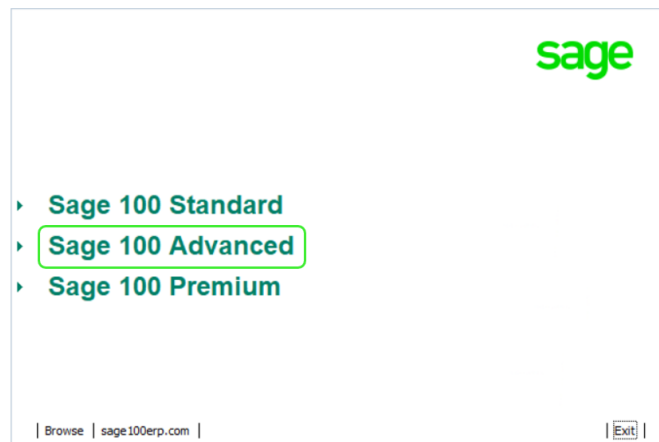 sage
Sage 100 Standard
Sage 100 Advanced
Sage 100 Premium
| Browse | sage100erp.com | | Exit |